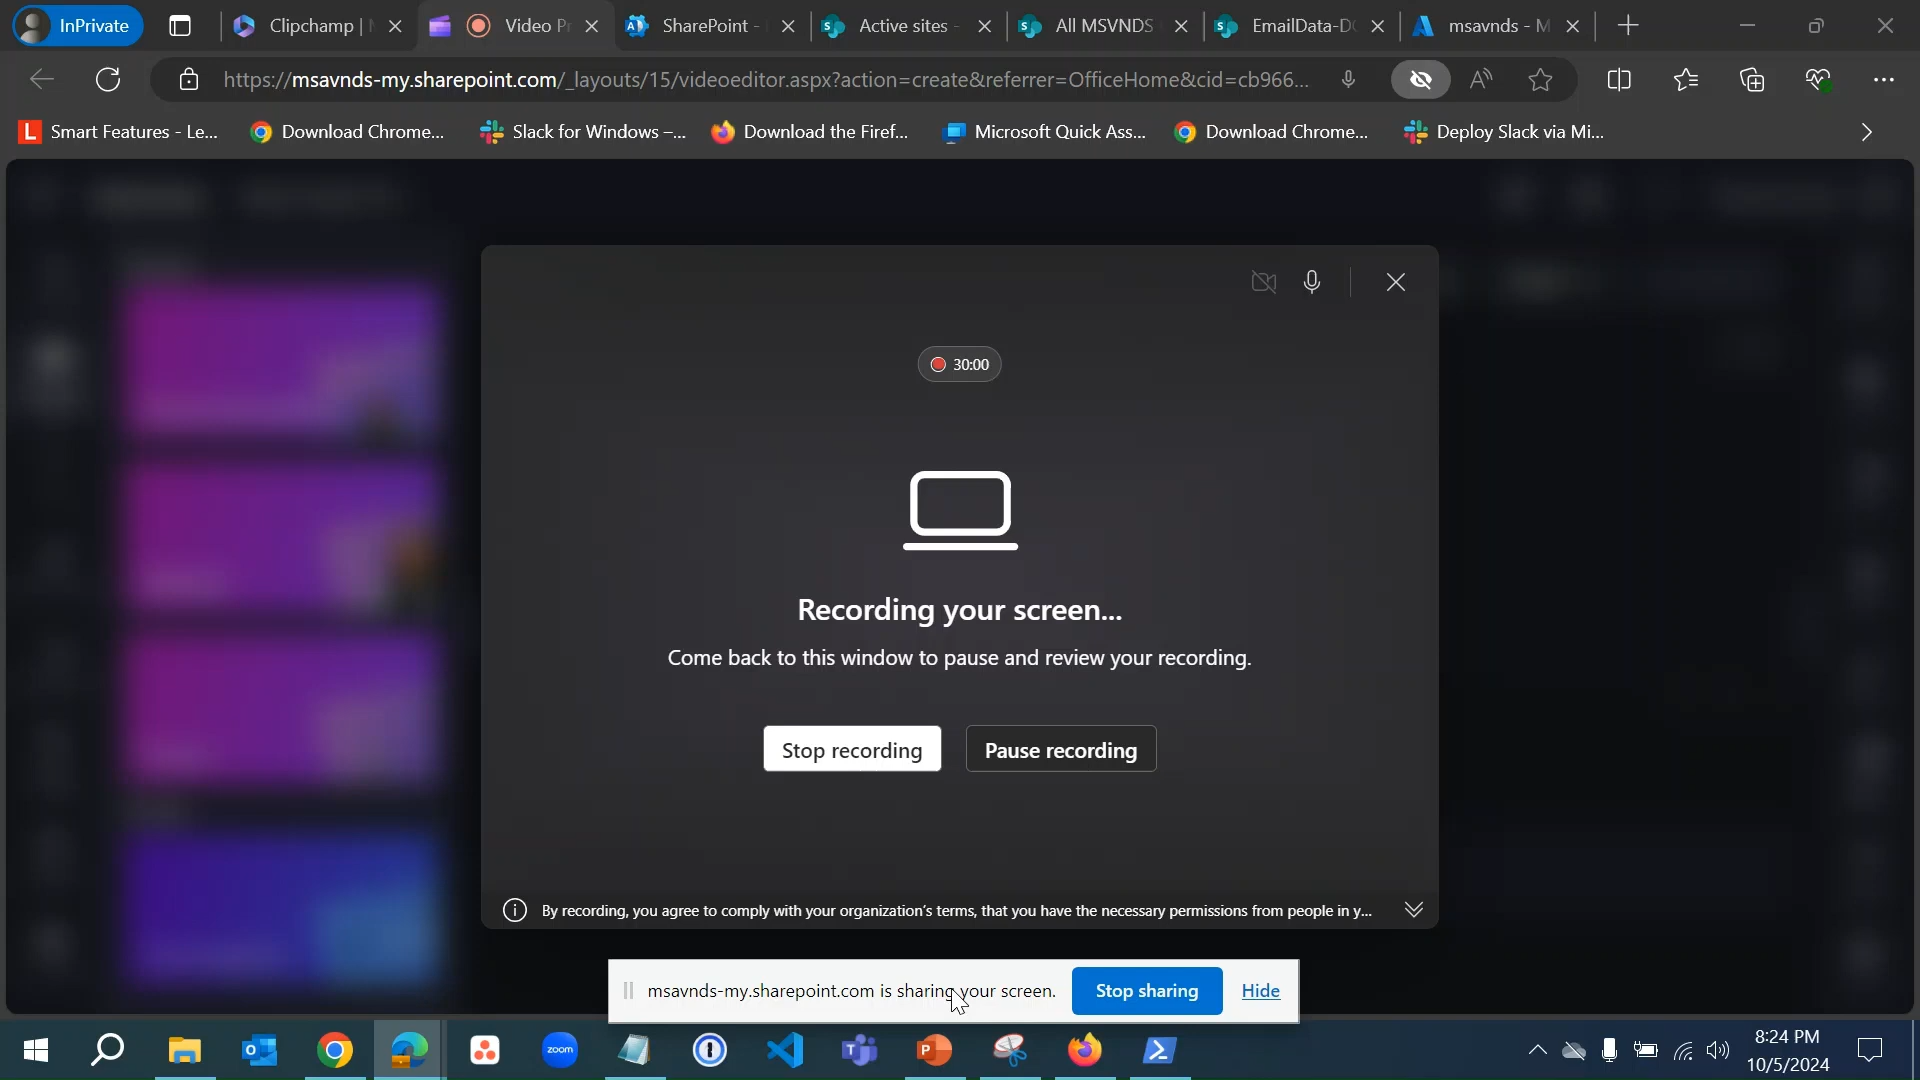 InPrivate
Clipchamp |
Video P
SharePoint -
Active sites -
All MSVNDS
EmailData-D
msavnds - M
https://msavnds-my.sharepoint.com/_layouts/15/videoeditor.aspx?action=create&referrer=OfficeHome&cid=cb966...
Smart Features - Le...
Download Chrome...
Slack for Windows –...
Download the Firef...
Microsoft Quick Ass...
Download Chrome...
Deploy Slack via Mi...
30:00
Recording your screen...
Come back to this window to pause and review your recording.
Stop recording
Pause recording
By recording, you agree to comply with your organization's terms, that you have the necessary permissions from people in y...
msavnds-my.sharepoint.com is sharing your screen.
Stop sharing
Hide
zoom
8:24 PM
10/5/2024